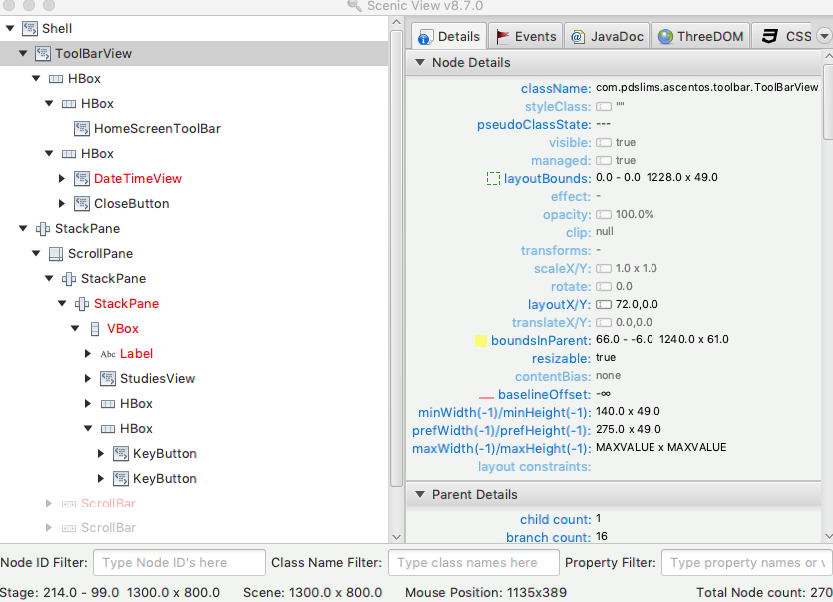 Scenic View v8.7.0
Shell
ToolBarView
HBox
HBox
HomeScreenToolBar
HBox
DateTimeView
CloseButton
StackPane
ScrollPane
StackPane
StackPane
VBox
Abc Label
StudiesView
HBox
HBox
KeyButton
KeyButton
ScrollBar
ScrollBar
Details Events JavaDoc ThreeDOM CSS
Node Details
className: com.pdslims.ascentos.toolbar.ToolBarView
styleClass: ""
pseudoClassState: ---
visible: true
managed: true
layoutBounds: 0.0 - 0.0 1228.0 x 49.0
effect: -
opacity: 100.0%
clip: null
transforms: -
scaleX/Y: 1.0 x 1.0
rotate: 0.0
layoutX/Y: 72.0,0.0
translateX/Y: 0.0,0.0
boundsInParent: 66.0 - -6.0 1240.0 x 61.0
resizable: true
contentBias: none
baselineOffset: -∞
minWidth(-1)/minHeight(-1): 140.0 x 49.0
prefWidth(-1)/prefHeight(-1): 275.0 x 49.0
maxWidth(-1)/maxHeight(-1): MAXVALUE x MAXVALUE
layout constraints:
Parent Details
child count: 1
branch count: 16
Node ID Filter: Type Node ID's here Class Name Filter: Type class names here Property Filter: Type property names or v
Stage: 214.0 - 99.0 1300.0 x 800.0 Scene: 1300.0 x 800.0 Mouse Position: 1135x389 Total Node count: 270